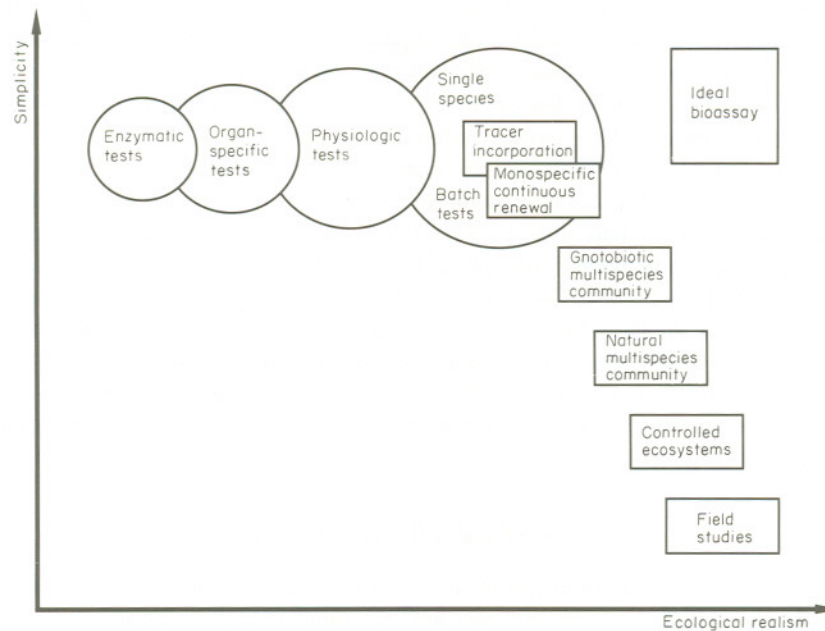 Simplicity
Enzymatic
tests
Organ-
specific
tests
Physiologic
tests
Single
species
Tracer
incorporation
Monospecific
continuous
renewal
Batch
tests
Ideal
bioassay
Gnotobiotic
multispecies
community
Natural
multispecies
community
Controlled
ecosystems
Field
studies
Ecological realism